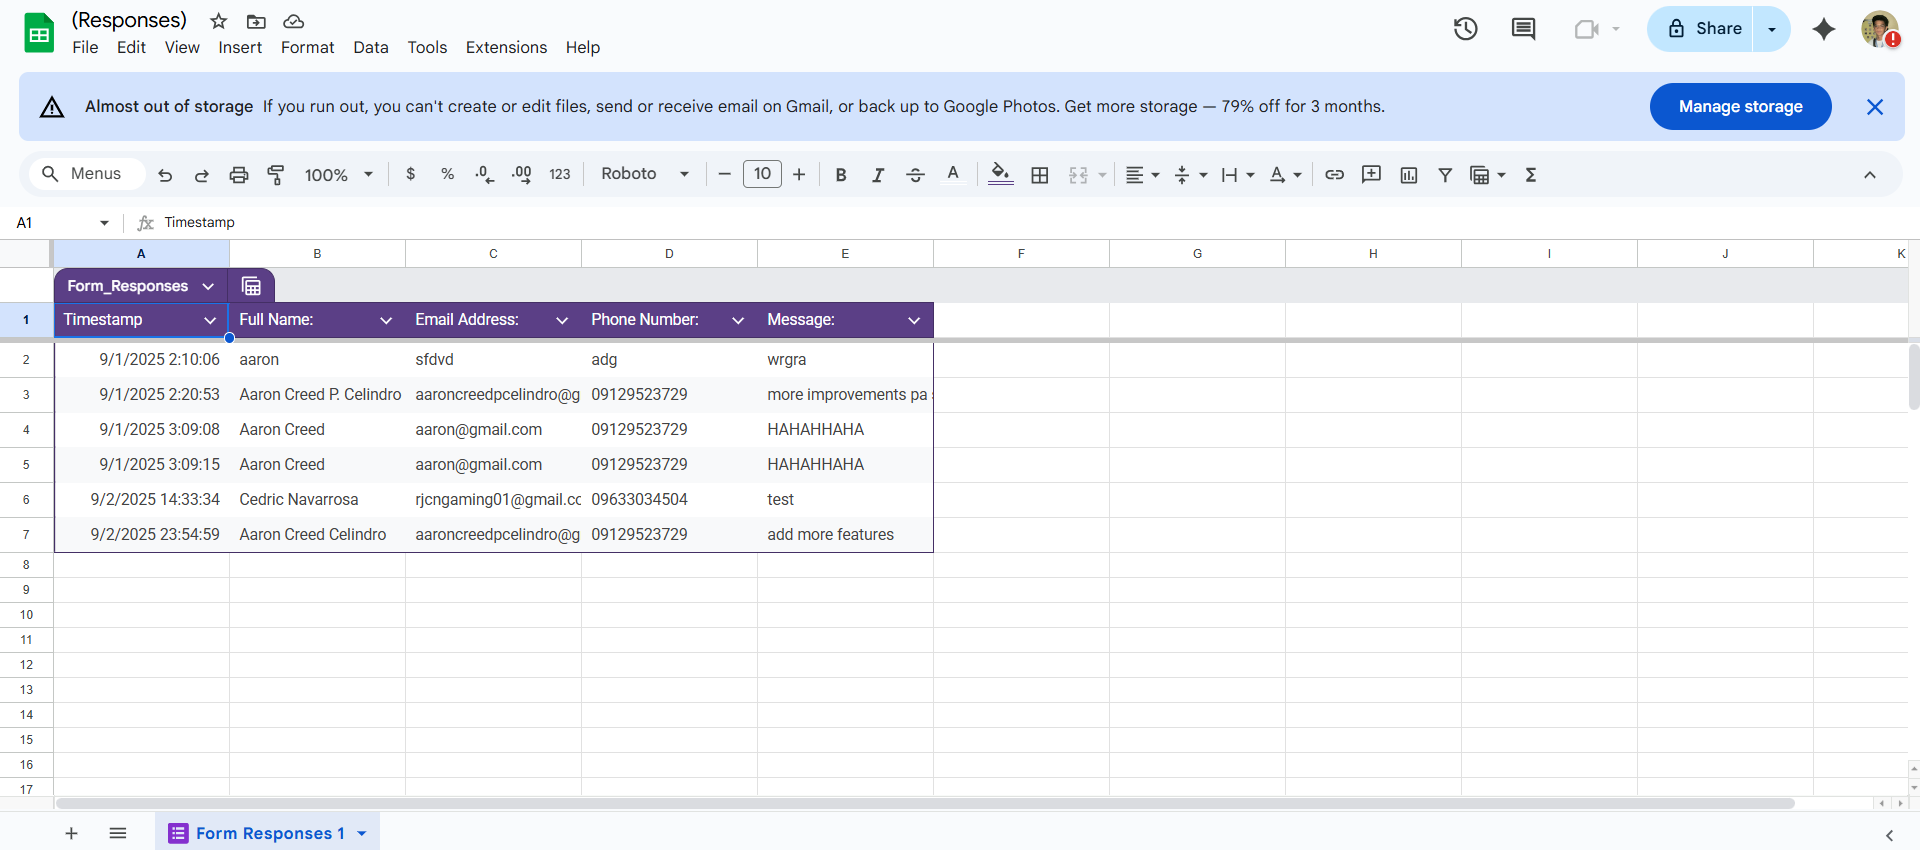 (Responses)
File Edit View Insert Format Data Tools Extensions Help
Share
Almost out of storage If you run out, you can't create or edit files, send or receive email on Gmail, or back up to Google Photos. Get more storage — 79% off for 3 months.
Manage storage
Menus 100% $ % .0 .00 123 Roboto 10 B I S A A Σ
A1 fx Timestamp
A B C D E F G H I J K
Form_Responses
1 Timestamp Full Name: Email Address: Phone Number: Message:
2 9/1/2025 2:10:06 aaron sfdvd adg wrgra
3 9/1/2025 2:20:53 Aaron Creed P. Celindro aaroncreedpcelindro@g 09129523729 more improvements pa
4 9/1/2025 3:09:08 Aaron Creed aaron@gmail.com 09129523729 HAHAHHAHA
5 9/1/2025 3:09:15 Aaron Creed aaron@gmail.com 09129523729 HAHAHHAHA
6 9/2/2025 14:33:34 Cedric Navarrosa rjcngaming01@gmail.cc 09633034504 test
7 9/2/2025 23:54:59 Aaron Creed Celindro aaroncreedpcelindro@g 09129523729 add more features
8
9
10
11
12
13
14
15
16
17
Form Responses 1